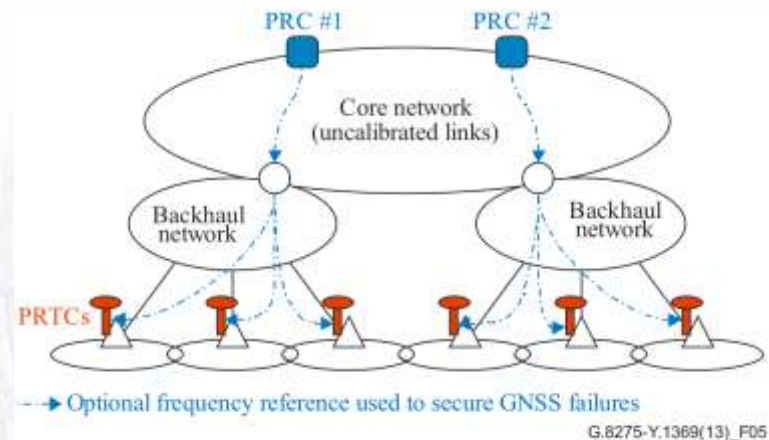 PRC #1
PRC #2
Core network
(uncalibrated links)
Backhaul
network
Backhaul
network
PRTCs
Optional frequency reference used to secure GNSS failures
G.8275-Y.1369(13)_F05